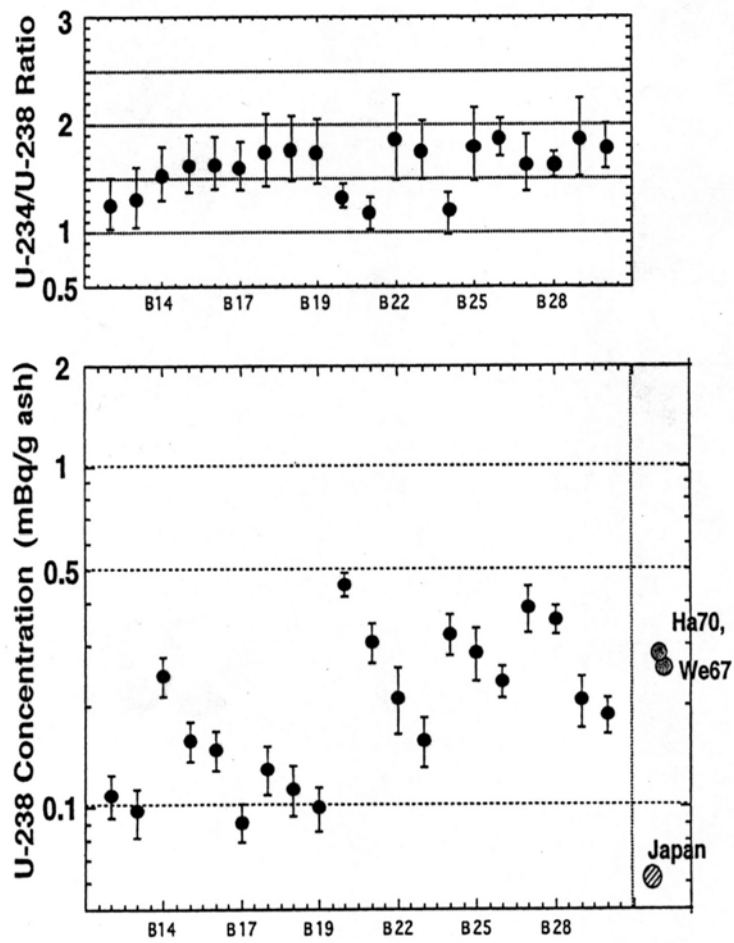 U-234/U-238 Ratio
3
2
1
0.5
B14 B17 B19 B22 B25 B28
U-238 Concentration (mBq/g ash)
2
1
0.5
0.1
Ha70,
We67
Japan
B14 B17 B19 B22 B25 B28